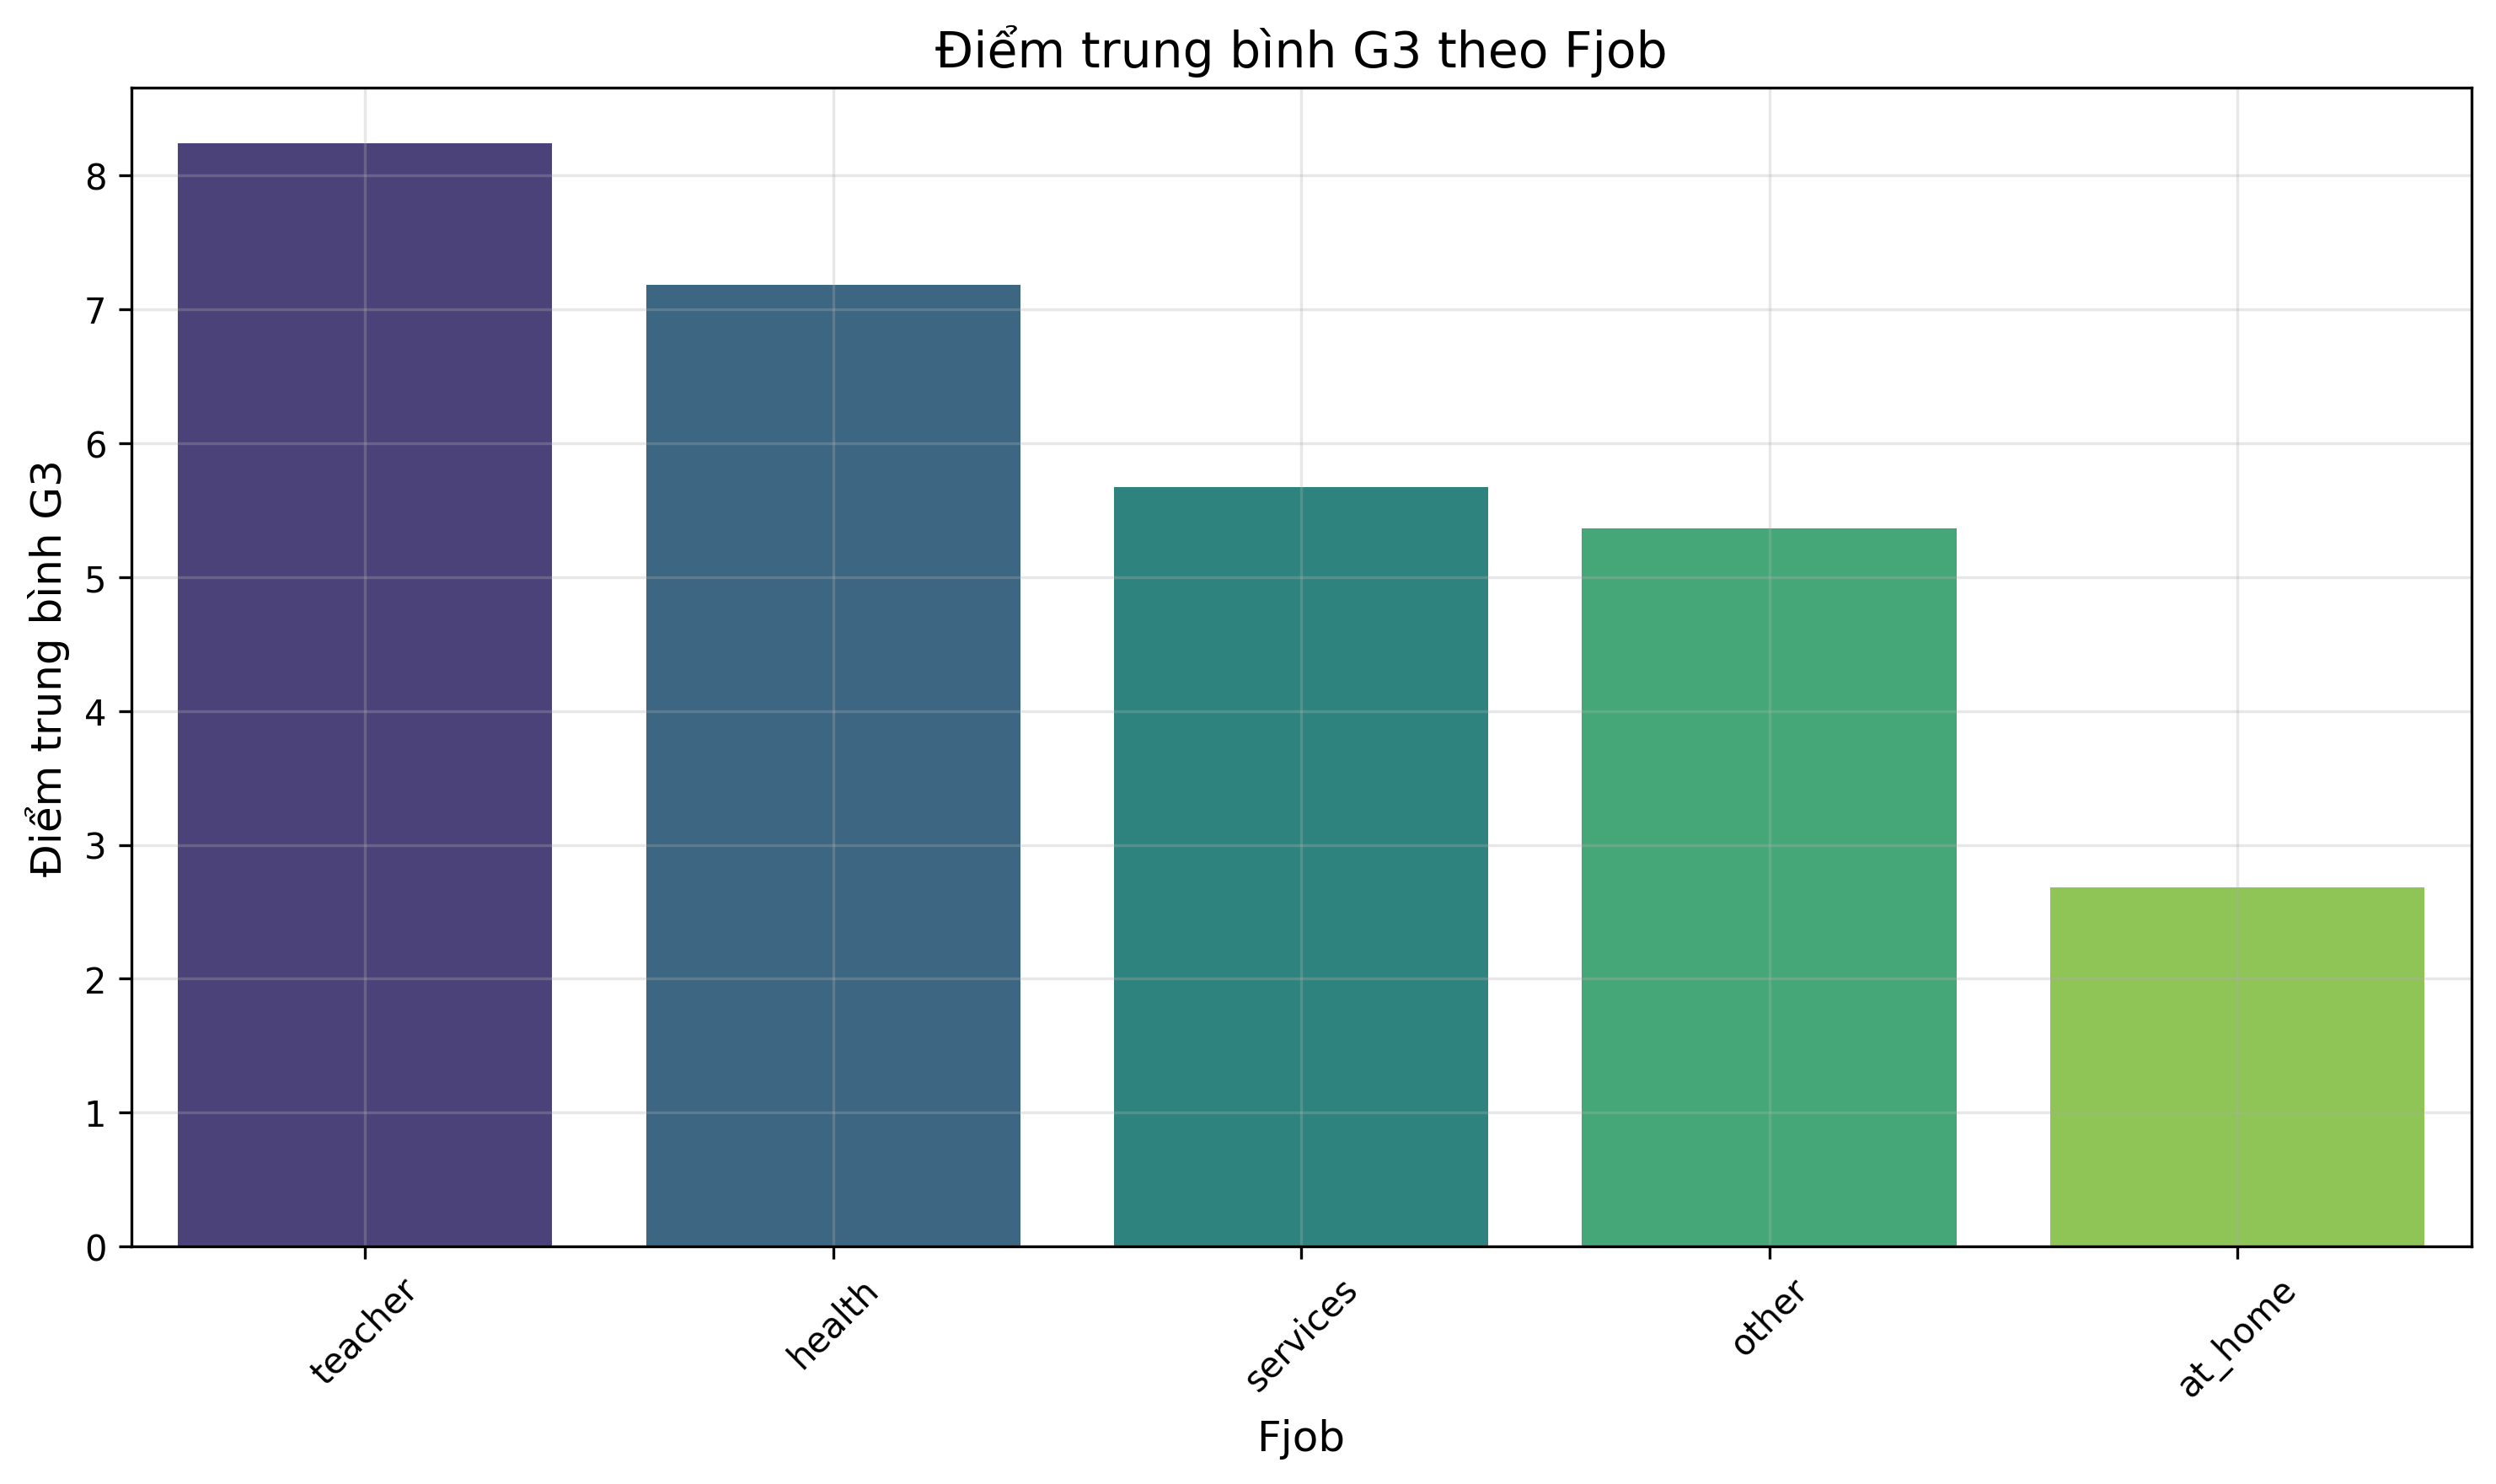 Điểm trung bình G3 theo Fjob
Điểm trung bình G3
8
7
6
5
4
3
2
1
0
teacher
health
services
other
at_home
Fjob